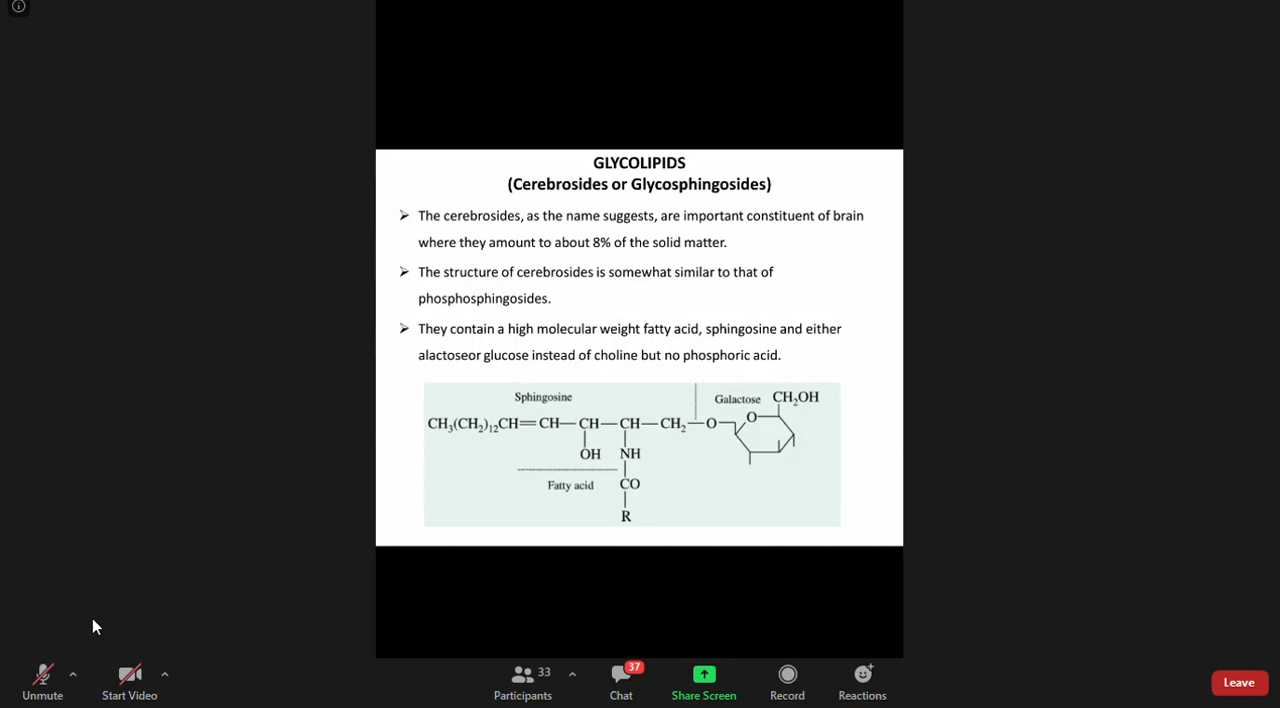 GLYCOLIPIDS
(Cerebrosides or Glycosphingosides)
➢ The cerebrosides, as the name suggests, are important constituent of brain
where they amount to about 8% of the solid matter.
➢ The structure of cerebrosides is somewhat similar to that of
phosphosphingosides.
➢ They contain a high molecular weight fatty acid, sphingosine and either
alactoseor glucose instead of choline but no phosphoric acid.
Sphingosine
Galactose CH₂OH
CH₃(CH₂)₁₂CH=CH—CH—CH—CH₂—O
O
OH NH
Fatty acid CO
R
Unmute
Start Video
33
Participants
37
Chat
Share Screen
Record
Reactions
Leave